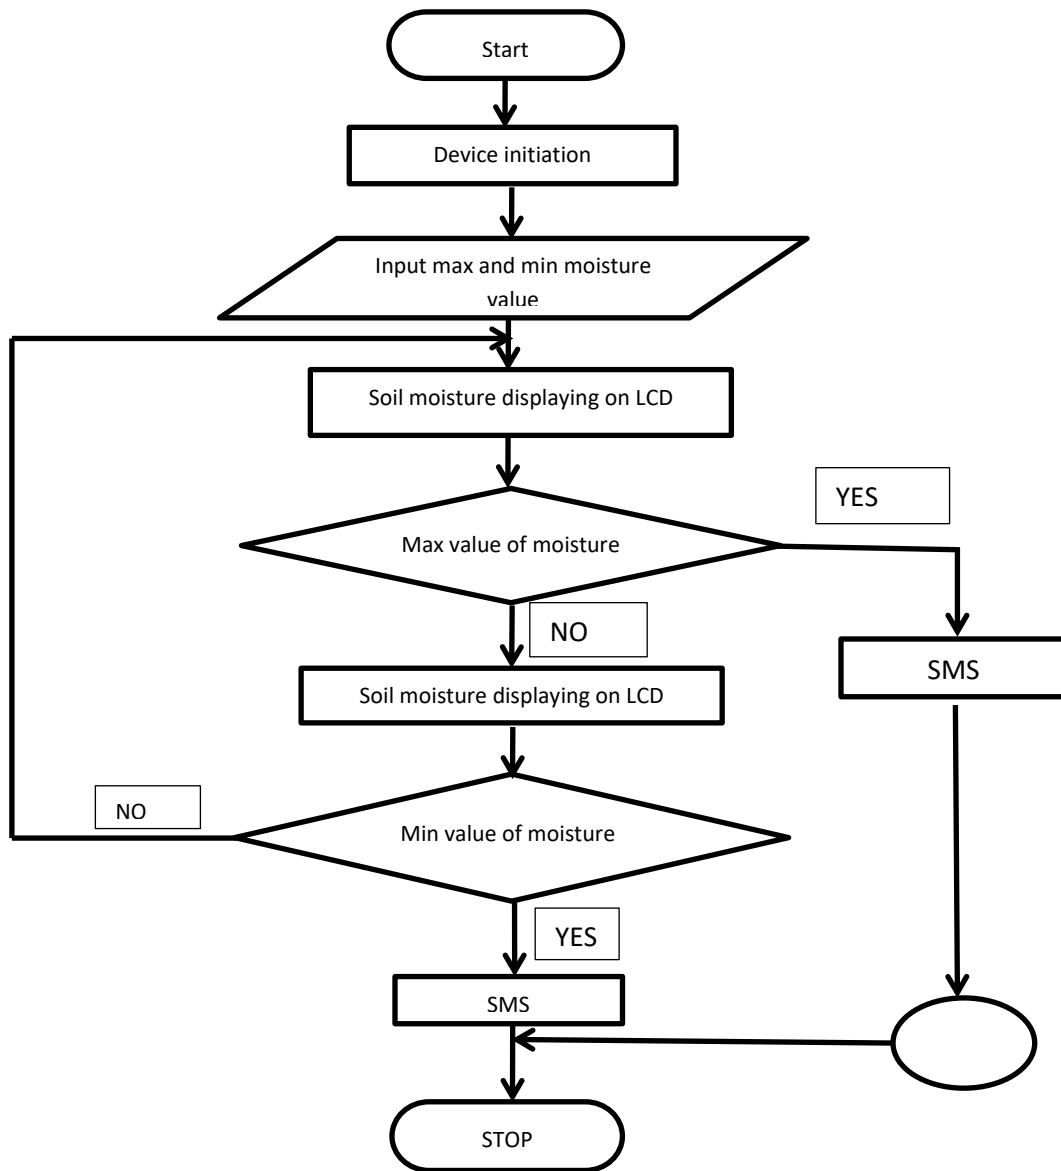 Start
Device initiation
Input max and min moisture
value
Soil moisture displaying on LCD
YES
Max value of moisture
NO
SMS
Soil moisture displaying on LCD
NO
Min value of moisture
YES
SMS
STOP